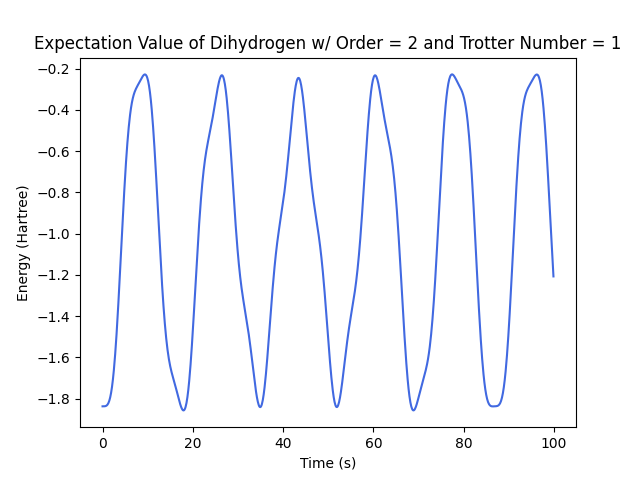 Expectation Value of Dihydrogen w/ Order = 2 and Trotter Number = 1
Energy (Hartree)
−0.2
−0.4
−0.6
−0.8
−1.0
−1.2
−1.4
−1.6
−1.8
0 20 40 60 80 100
Time (s)